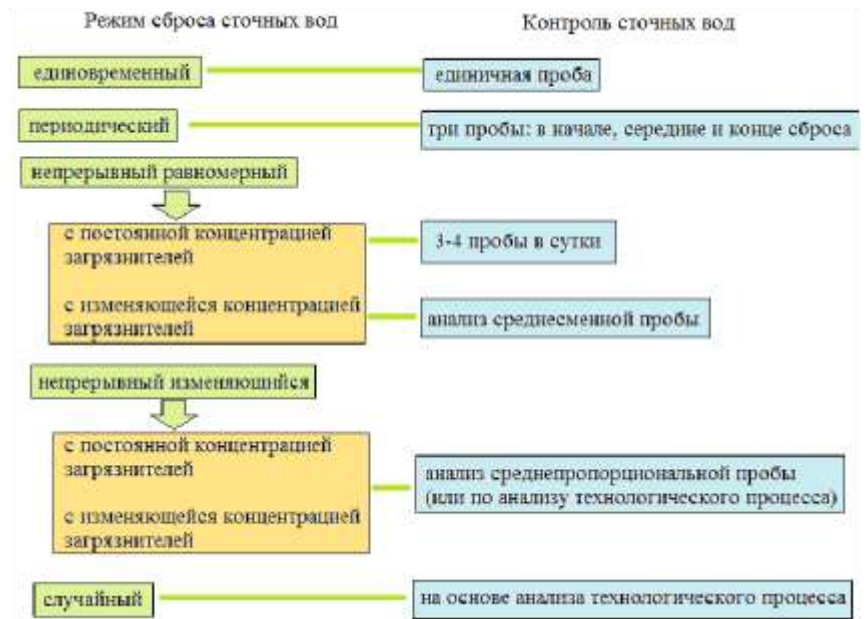 Режим сброса сточных вод
Контроль сточных вод
единовременный
единичная проба
периодический
три пробы: в начале, середине и конце сброса
непрерывный равномерный
с постоянной концентрацией
загрязнителей
3-4 пробы в сутки
с изменяющейся концентрацией
загрязнителей
анализ среднесменной пробы
непрерывный изменяющийся
с постоянной концентрацией
загрязнителей
с изменяющейся концентрацией
загрязнителей
анализ среднепропорциональной пробы
(или по анализу технологического процесса)
случайный
на основе анализа технологического процесса